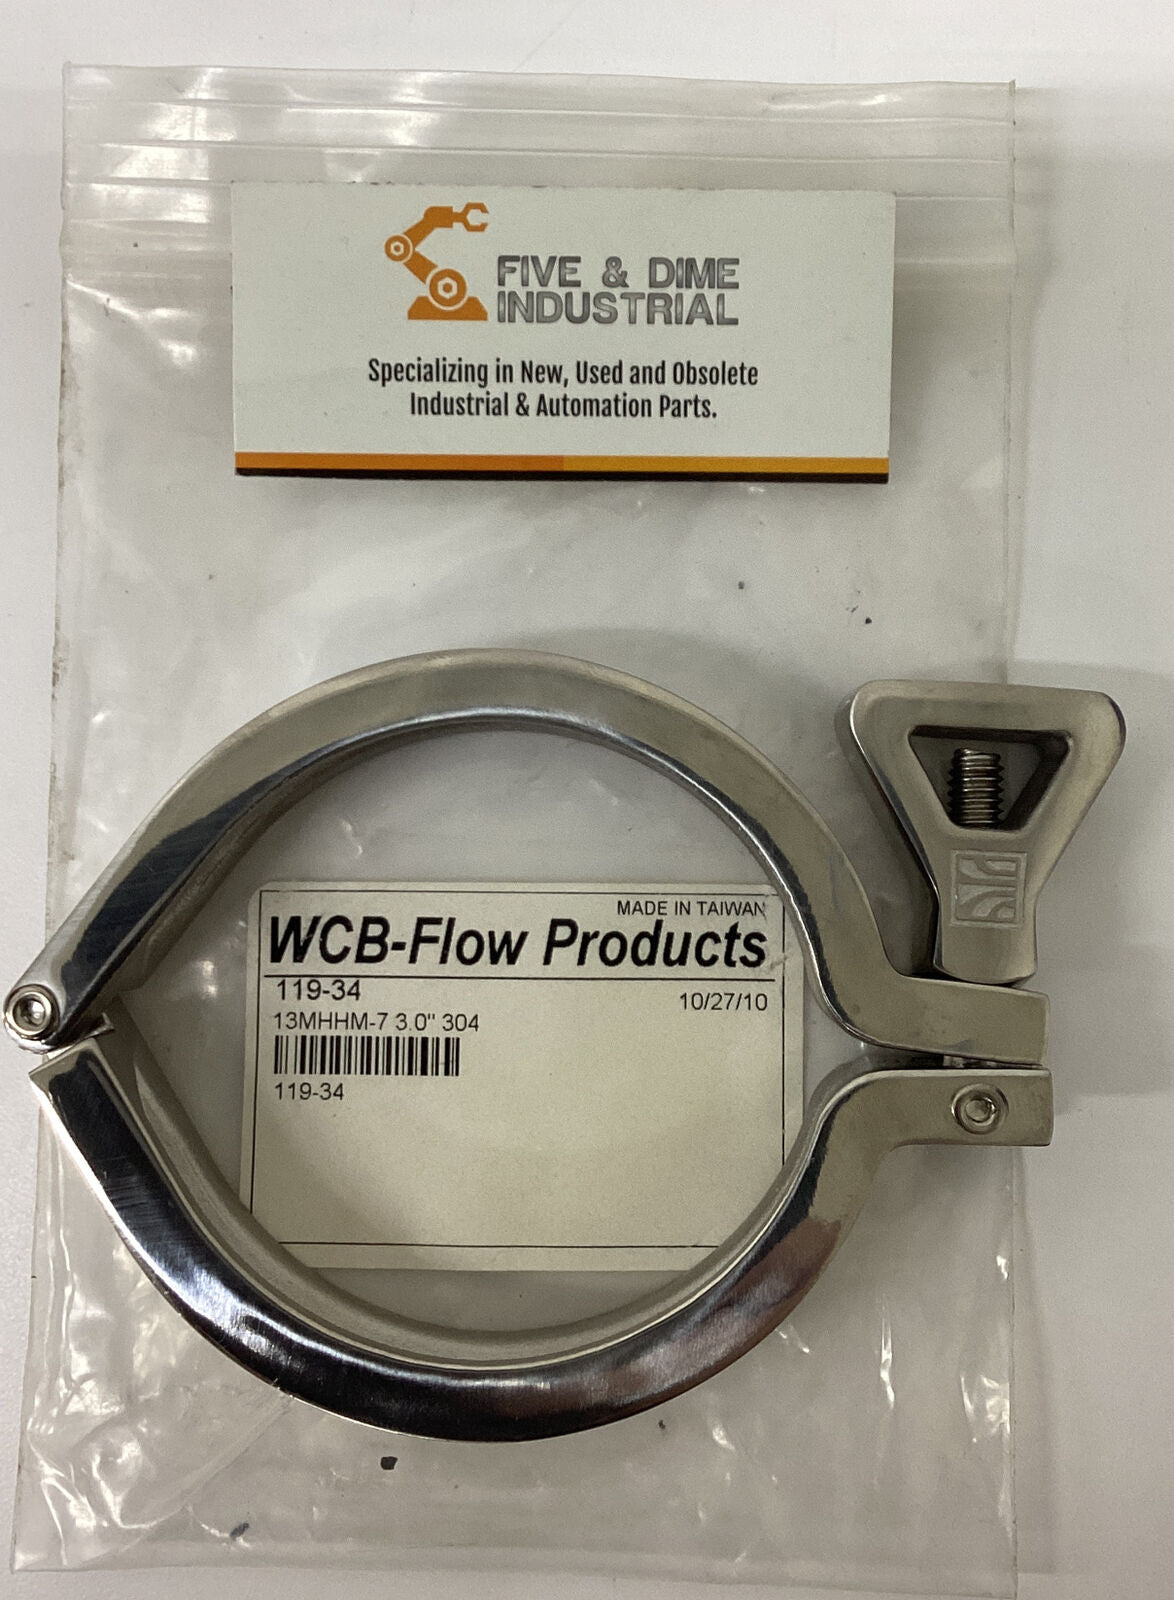 FIVE & DIME
INDUSTRIAL
Specializing in New, Used and Obsolete
Industrial & Automation Parts.
MADE IN TAIWAN
WCB-Flow Products
119-34
10/27/10
13MHHM-7 3.0" 304
119-34